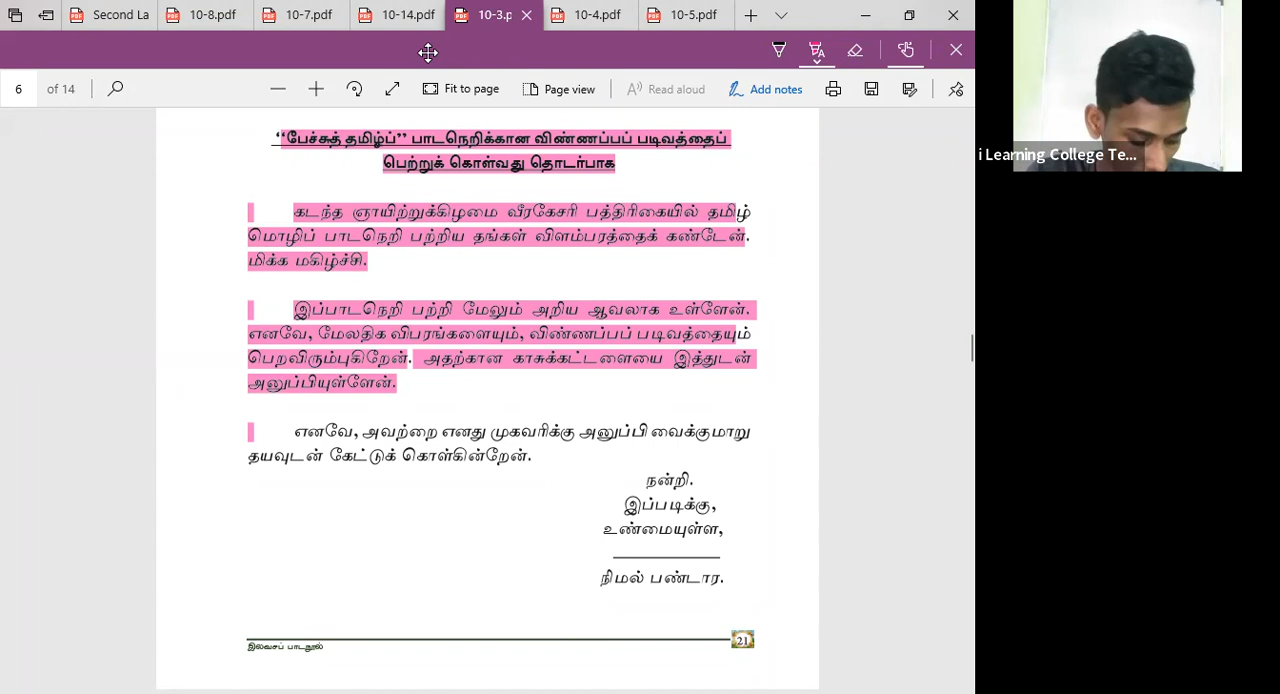 Second La
10-8.pdf
10-7.pdf
10-14.pdf
10-3.p
10-4.pdf
10-5.pdf
6 of 14
Fit to page
Page view
Read aloud
Add notes
“பேச்சுத் தமிழ்ப்” பாடநெறிக்கான விண்ணப்பப் படிவத்தைப்
பெற்றுக் கொள்வது தொடர்பாக
கடந்த ஞாயிற்றுக்கிழமை வீரகேசரி பத்திரிகையில் தமிழ்
மொழிப் பாடநெறி பற்றிய தங்கள் விளம்பரத்தைக் கண்டேன்.
மிக்க மகிழ்ச்சி.
இப்பாடநெறி பற்றி மேலும் அறிய ஆவலாக உள்ளேன்.
எனவே, மேலதிக விபரங்களையும், விண்ணப்பப் படிவத்தையும்
பெறவிரும்புகிறேன். அதற்கான காசுக்கட்டளையை இத்துடன்
அனுப்பியுள்ளேன்.
எனவே, அவற்றை எனது முகவரிக்கு அனுப்பி வைக்குமாறு
தயவுடன் கேட்டுக் கொள்கின்றேன்.
நன்றி.
இப்படிக்கு,
உண்மையுள்ள,
நிமல் பண்டார.
இலவசப் பாடநூல்
21
i Learning College Te...